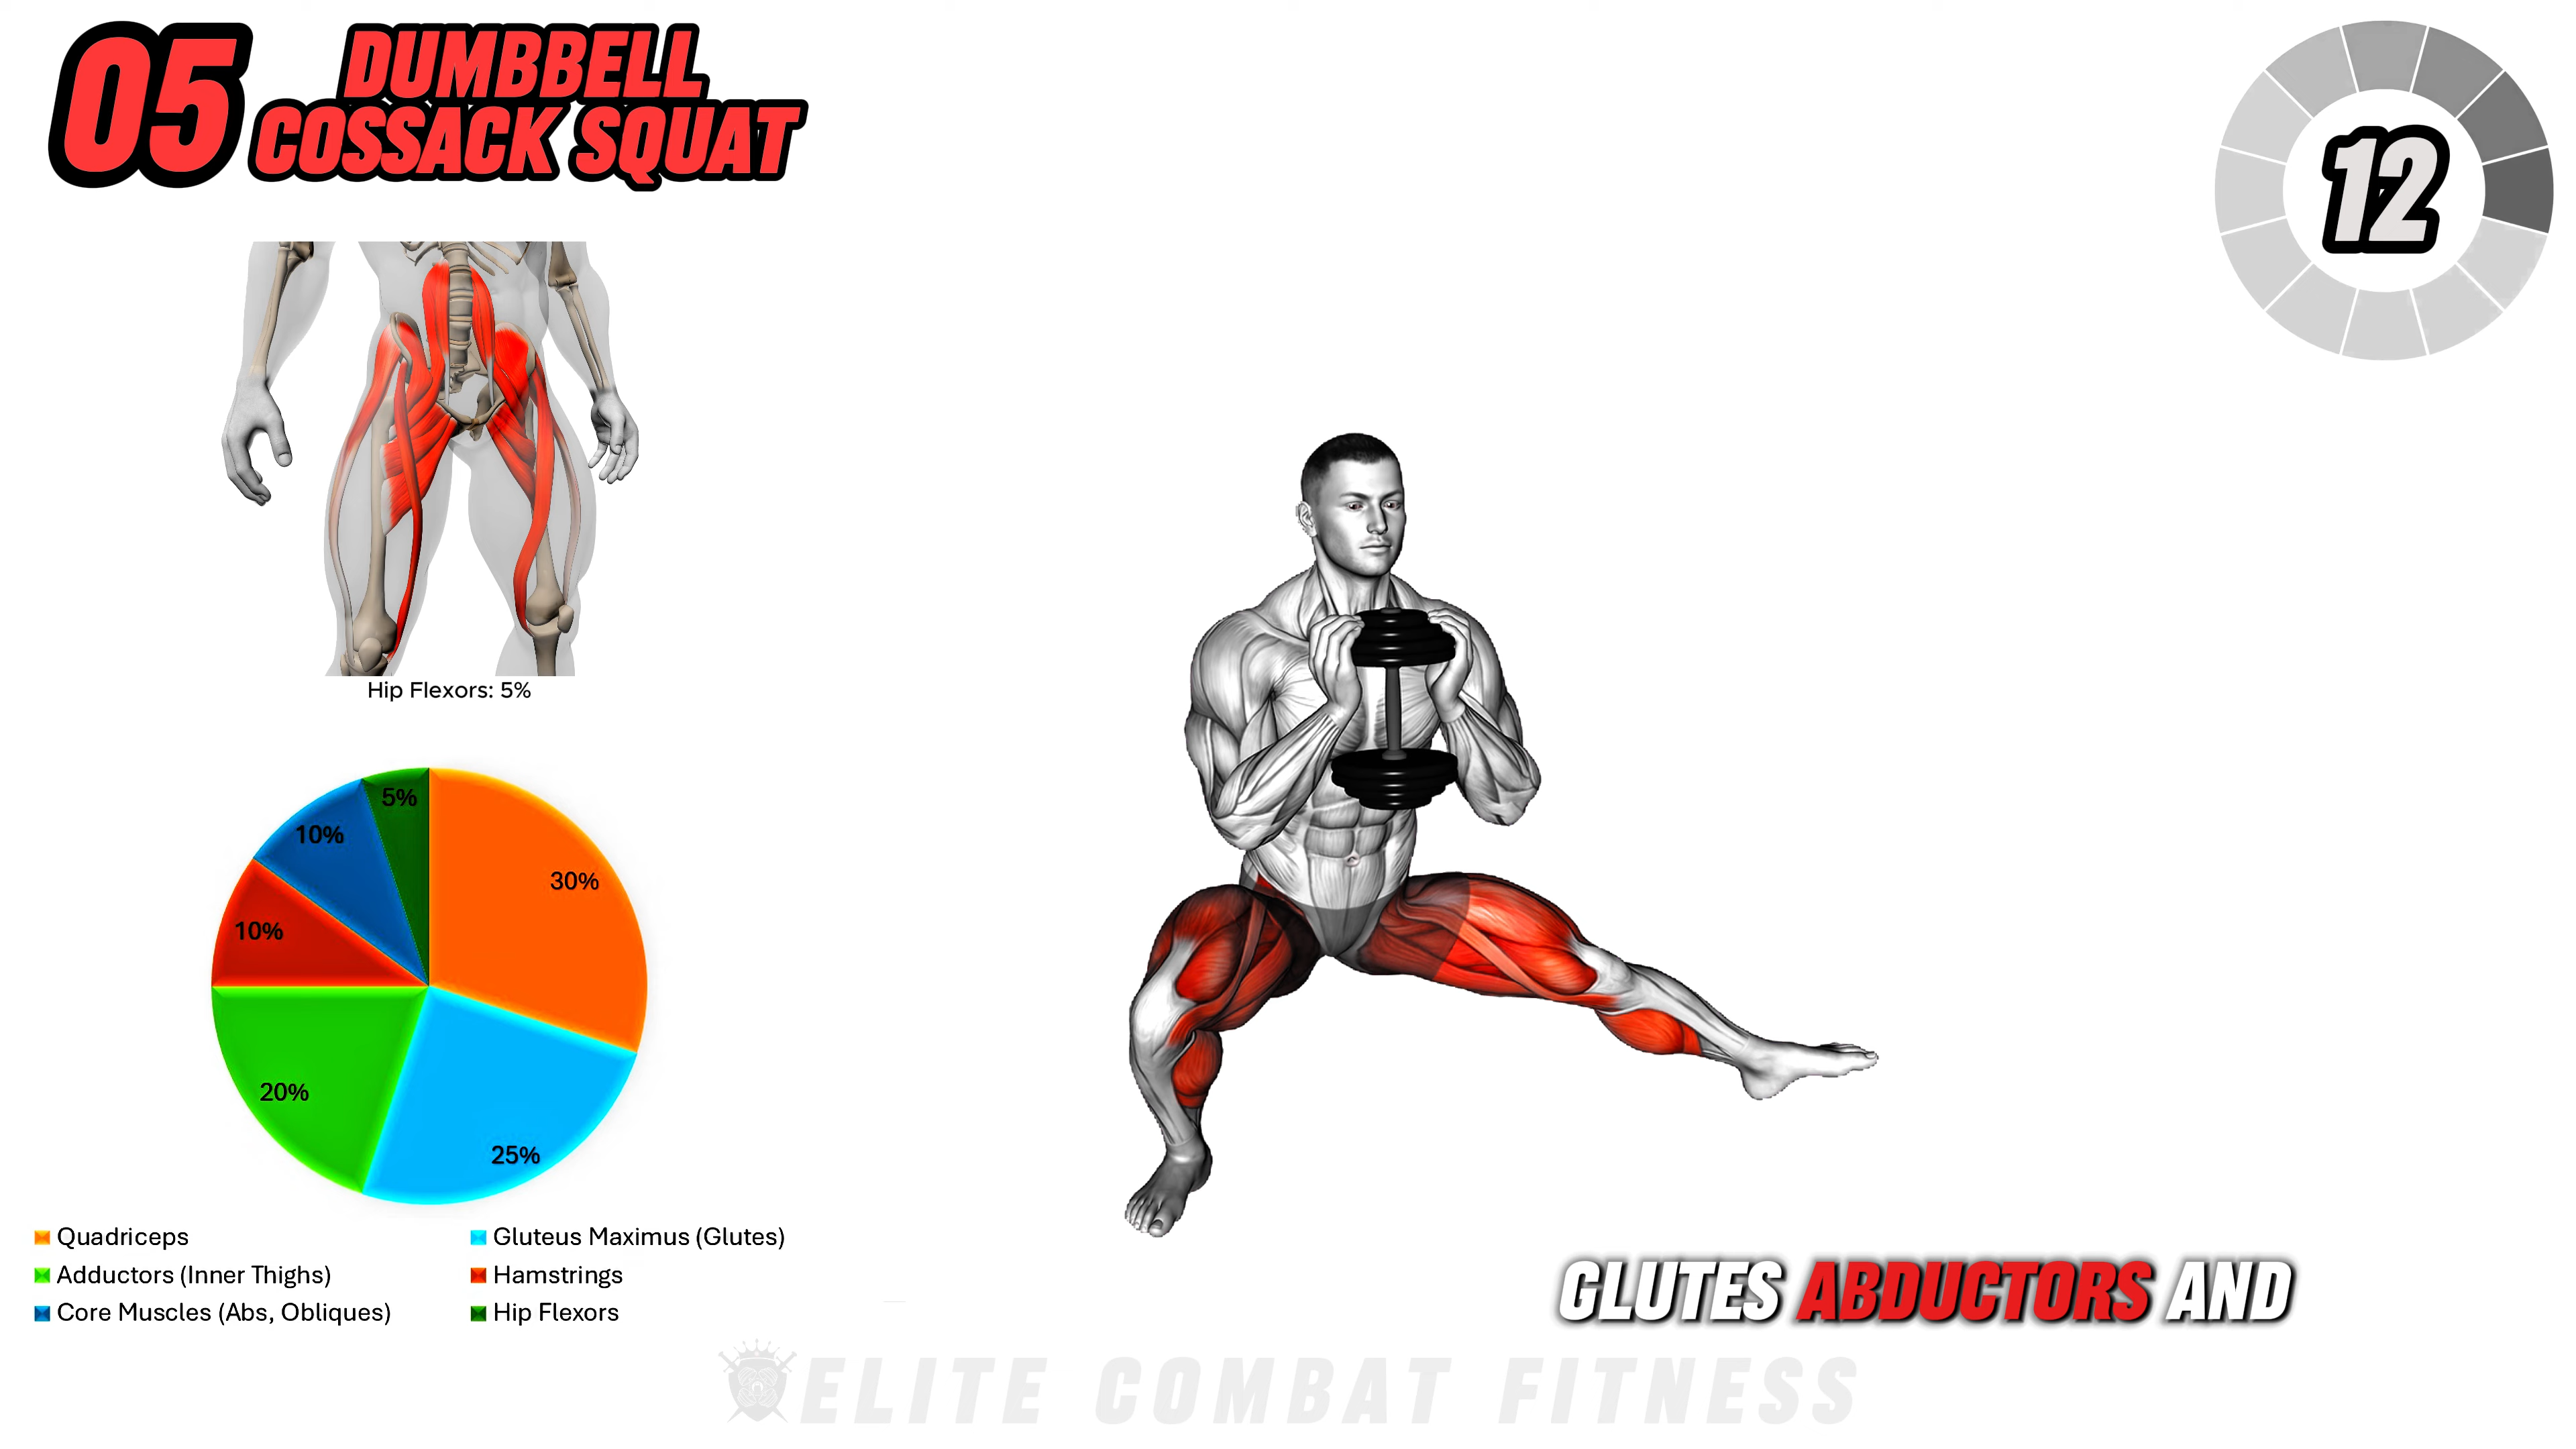 05
DUMBBELL
COSSACK SQUAT
12
Hip Flexors: 5%
5%
10%
30%
10%
20%
25%
Quadriceps
Gluteus Maximus (Glutes)
Adductors (Inner Thighs)
Hamstrings
Core Muscles (Abs, Obliques)
Hip Flexors
GLUTES ABDUCTORS AND
ELITE COMBAT FITNESS